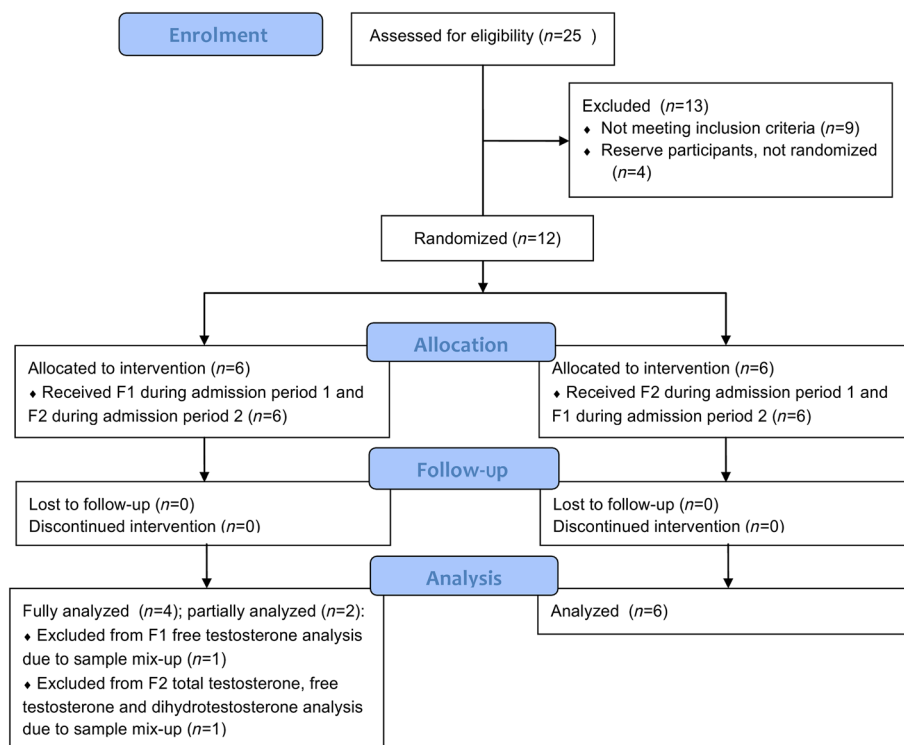 Enrolment
Assessed for eligibility (n=25 )
Excluded (n=13)
♦ Not meeting inclusion criteria (n=9)
♦ Reserve participants, not randomized
(n=4)
Randomized (n=12)
Allocation
Allocated to intervention (n=6)
♦ Received F1 during admission period 1 and
F2 during admission period 2 (n=6)
Allocated to intervention (n=6)
♦ Received F2 during admission period 1 and
F1 during admission period 2 (n=6)
Follow-up
Lost to follow-up (n=0)
Discontinued intervention (n=0)
Lost to follow-up (n=0)
Discontinued intervention (n=0)
Analysis
Fully analyzed (n=4); partially analyzed (n=2):
♦ Excluded from F1 free testosterone analysis
due to sample mix-up (n=1)
♦ Excluded from F2 total testosterone, free
testosterone and dihydrotestosterone analysis
due to sample mix-up (n=1)
Analyzed (n=6)